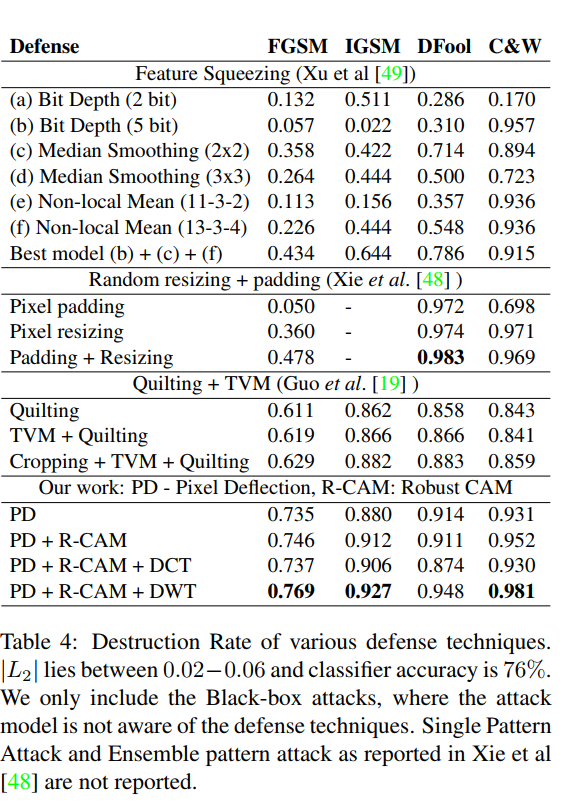 Defense FGSM IGSM DFool C&W
Feature Squeezing (Xu et al [49])
(a) Bit Depth (2 bit) 0.132 0.511 0.286 0.170
(b) Bit Depth (5 bit) 0.057 0.022 0.310 0.957
(c) Median Smoothing (2x2) 0.358 0.422 0.714 0.894
(d) Median Smoothing (3x3) 0.264 0.444 0.500 0.723
(e) Non-local Mean (11-3-2) 0.113 0.156 0.357 0.936
(f) Non-local Mean (13-3-4) 0.226 0.444 0.548 0.936
Best model (b) + (c) + (f) 0.434 0.644 0.786 0.915
Random resizing + padding (Xie et al. [48] )
Pixel padding 0.050 - 0.972 0.698
Pixel resizing 0.360 - 0.974 0.971
Padding + Resizing 0.478 - 0.983 0.969
Quilting + TVM (Guo et al. [19] )
Quilting 0.611 0.862 0.858 0.843
TVM + Quilting 0.619 0.866 0.866 0.841
Cropping + TVM + Quilting 0.629 0.882 0.883 0.859
Our work: PD - Pixel Deflection, R-CAM: Robust CAM
PD 0.735 0.880 0.914 0.931
PD + R-CAM 0.746 0.912 0.911 0.952
PD + R-CAM + DCT 0.737 0.906 0.874 0.930
PD + R-CAM + DWT 0.769 0.927 0.948 0.981
Table 4: Destruction Rate of various defense techniques.
|L₂| lies between 0.02−0.06 and classifier accuracy is 76%.
We only include the Black-box attacks, where the attack
model is not aware of the defense techniques. Single Pattern
Attack and Ensemble pattern attack as reported in Xie et al
[48] are not reported.